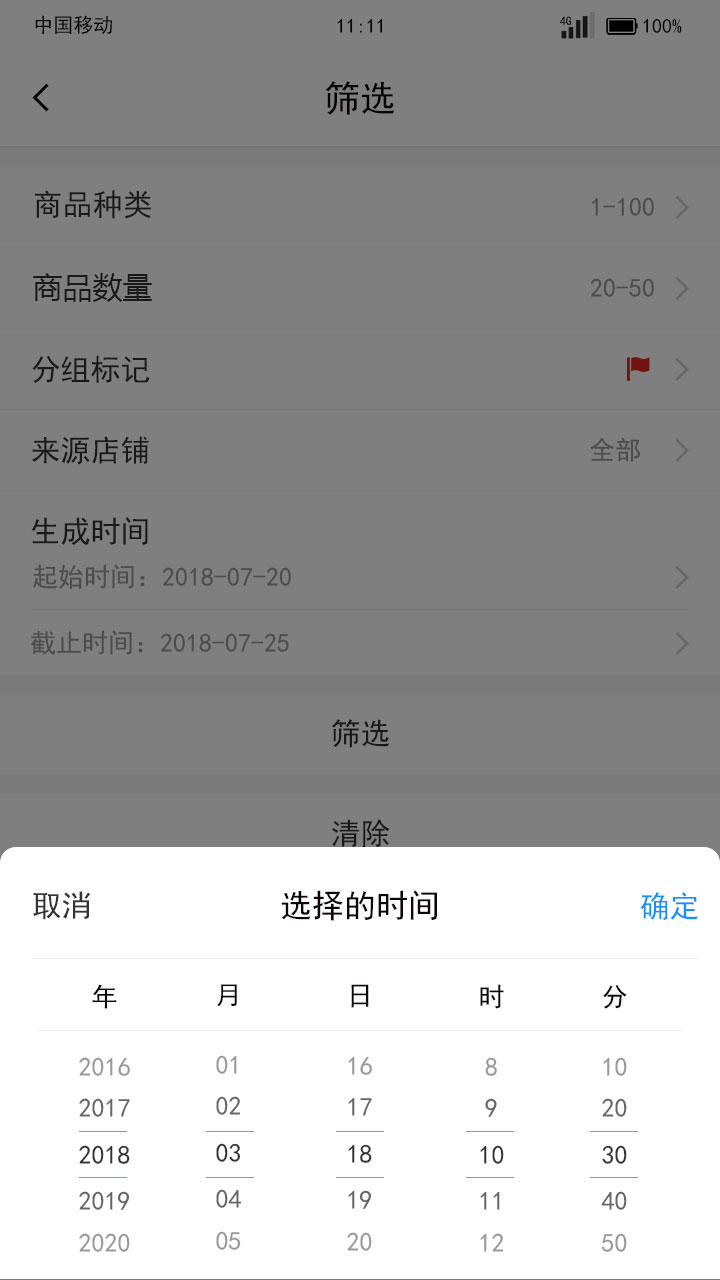 中国移动 11:11 4G 100%
筛选
商品种类 1-100
商品数量 20-50
分组标记
来源店铺 全部
生成时间
起始时间：2018-07-20
截止时间：2018-07-25
筛选
清除
取消 选择的时间 确定
年 月 日 时 分
2016 01 16 8 10
2017 02 17 9 20
2018 03 18 10 30
2019 04 19 11 40
2020 05 20 12 50